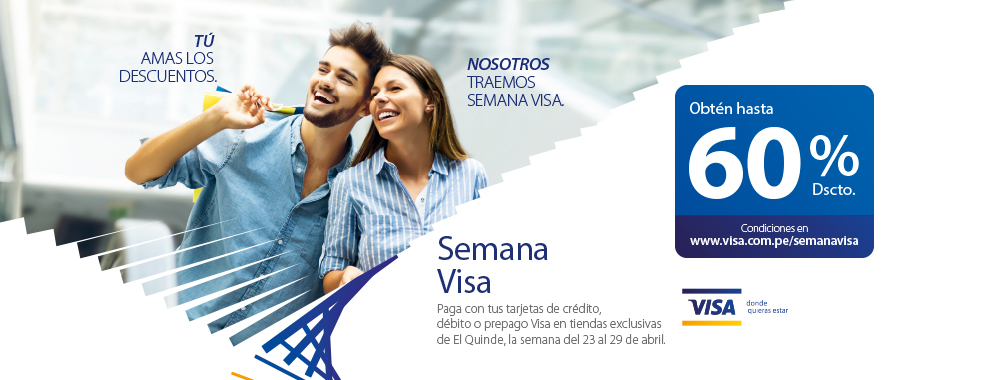 TÚ
AMAS LOS
DESCUENTOS.
NOSOTROS
TRAEMOS
SEMANA VISA.
Obtén hasta
60%
Dscto.
Condiciones en
www.visa.com.pe/semanavisa
Semana
Visa
Paga con tus tarjetas de crédito,
débito o prepago Visa en tiendas exclusivas
de El Quinde, la semana del 23 al 29 de abril.
VISA
donde
quieras estar